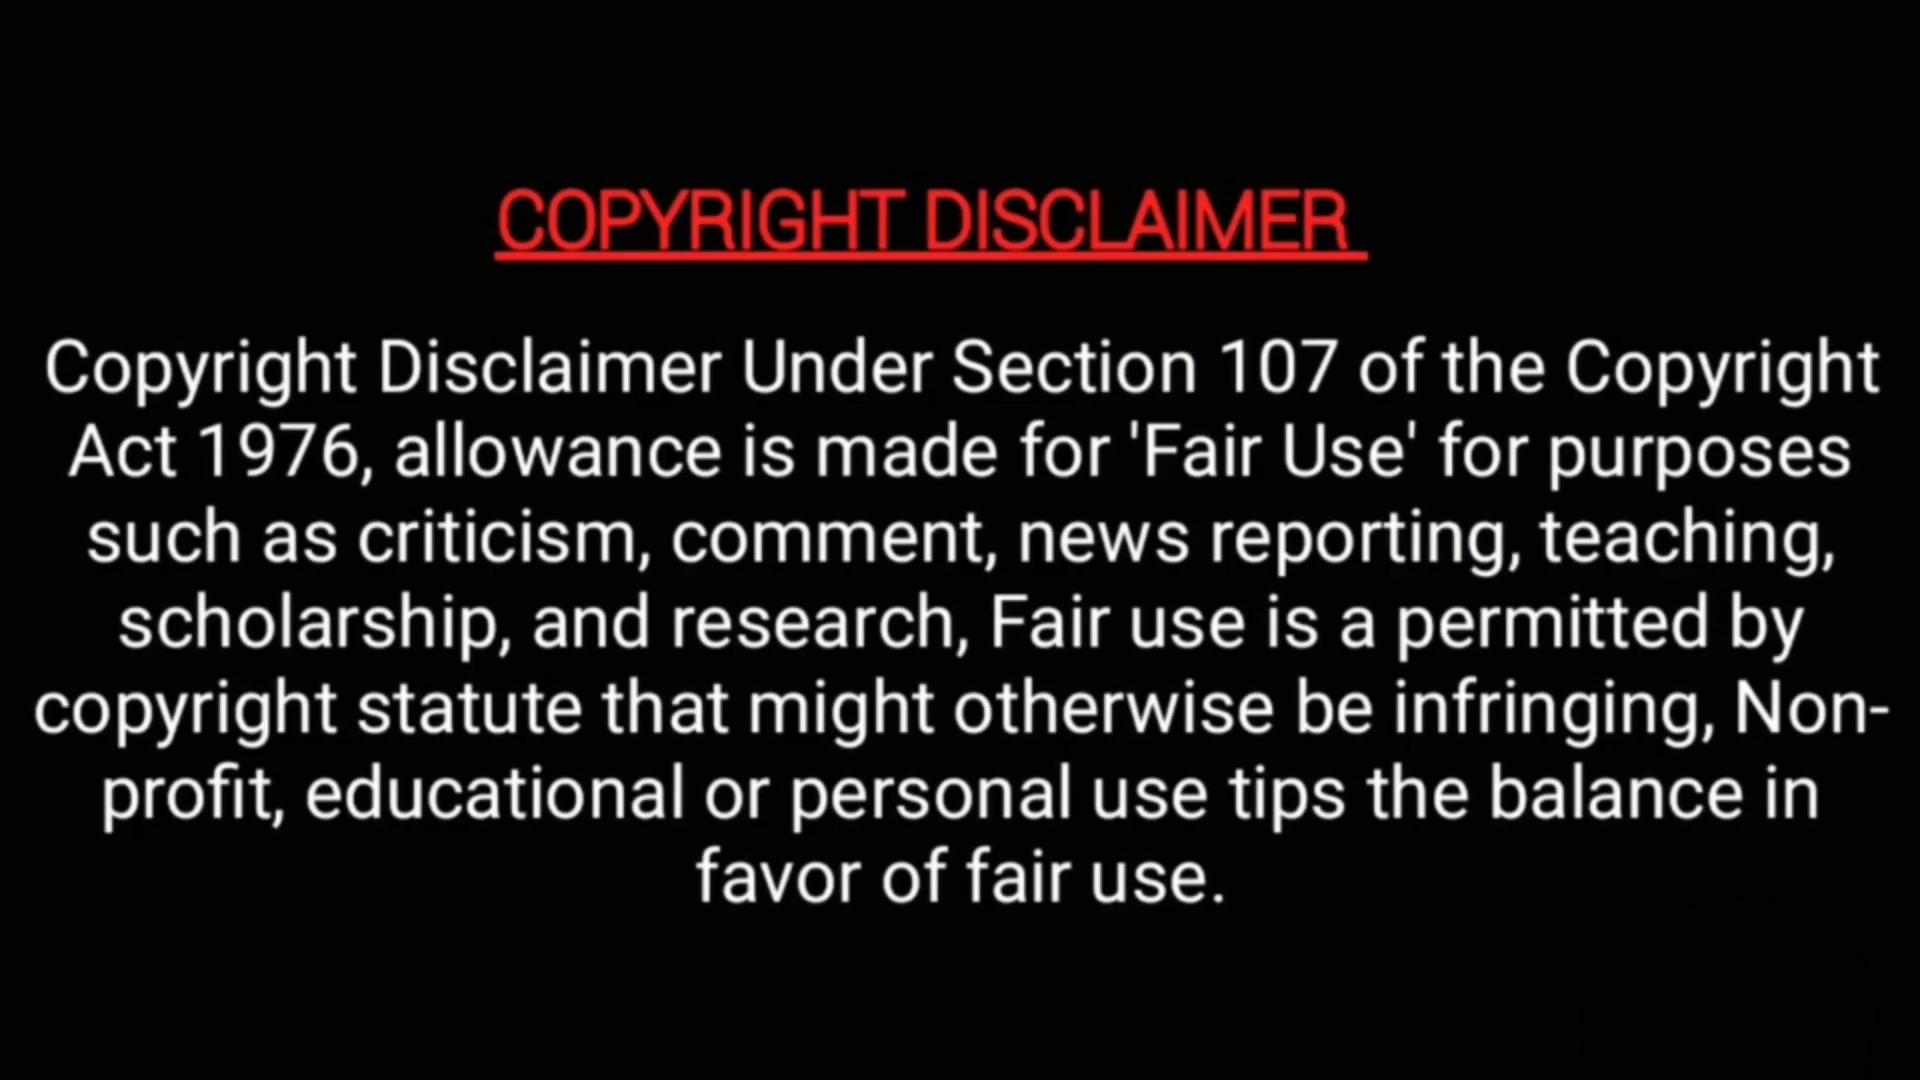 COPYRIGHT DISCLAIMER
Copyright Disclaimer Under Section 107 of the Copyright
Act 1976, allowance is made for 'Fair Use' for purposes
such as criticism, comment, news reporting, teaching,
scholarship, and research, Fair use is a permitted by
copyright statute that might otherwise be infringing, Non-
profit, educational or personal use tips the balance in
favor of fair use.